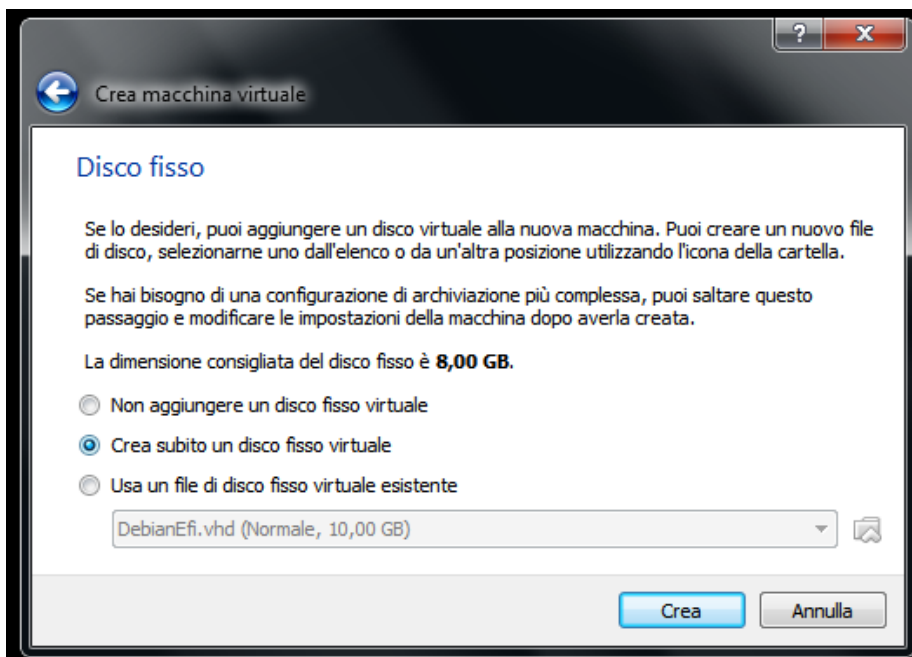 Crea macchina virtuale
Disco fisso
Se lo desideri, puoi aggiungere un disco virtuale alla nuova macchina. Puoi creare un nuovo file
di disco, selezionarne uno dall'elenco o da un'altra posizione utilizzando l'icona della cartella.
Se hai bisogno di una configurazione di archiviazione più complessa, puoi saltare questo
passaggio e modificare le impostazioni della macchina dopo averla creata.
La dimensione consigliata del disco fisso è 8,00 GB.
Non aggiungere un disco fisso virtuale
Crea subito un disco fisso virtuale
Usa un file di disco fisso virtuale esistente
DebianEfi.vhd (Normale, 10,00 GB)
Crea Annulla